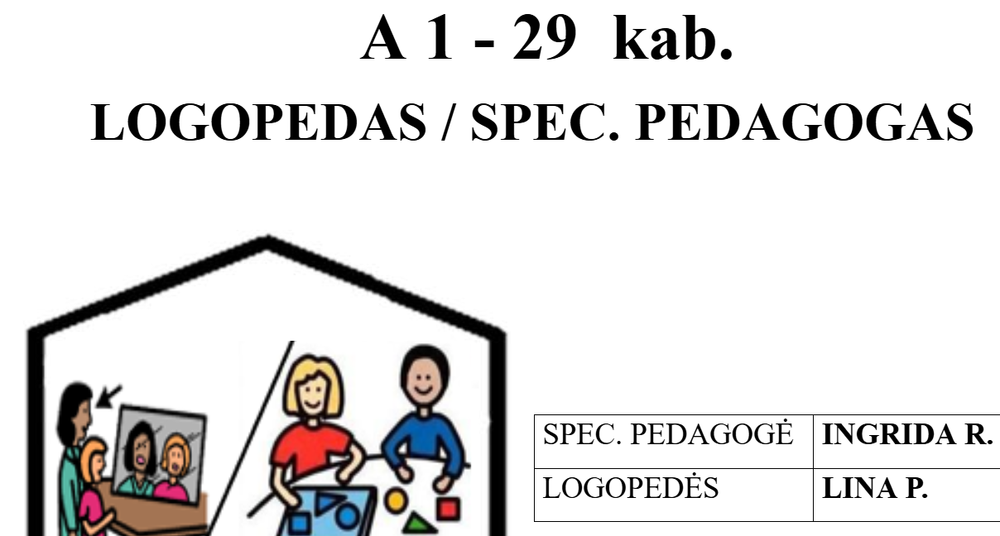 A 1 - 29 kab.
LOGOPEDAS / SPEC. PEDAGOGAS
SPEC. PEDAGOGĖ INGRIDA R.
LOGOPEDĖS LINA P.